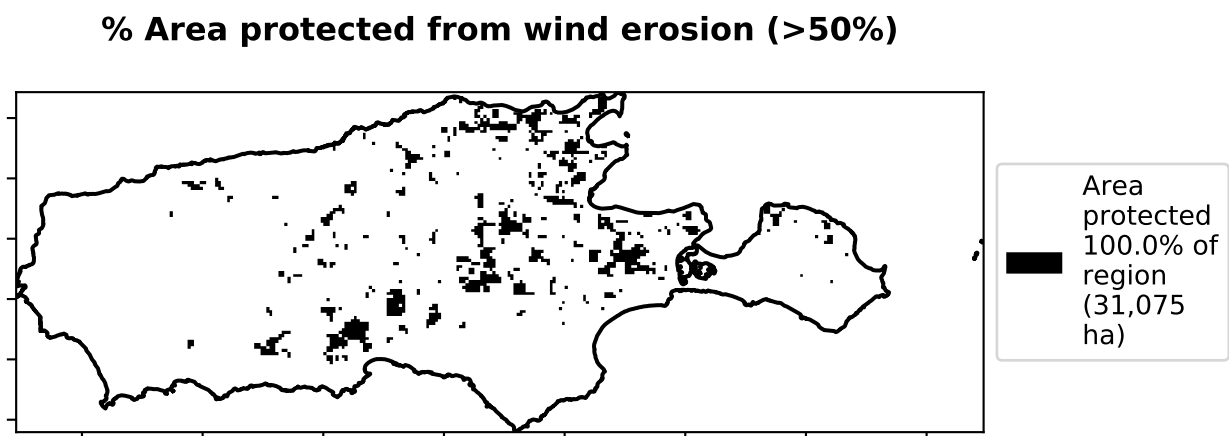 % Area protected from wind erosion (>50%)
Area
protected
100.0% of
region
(31,075
ha)